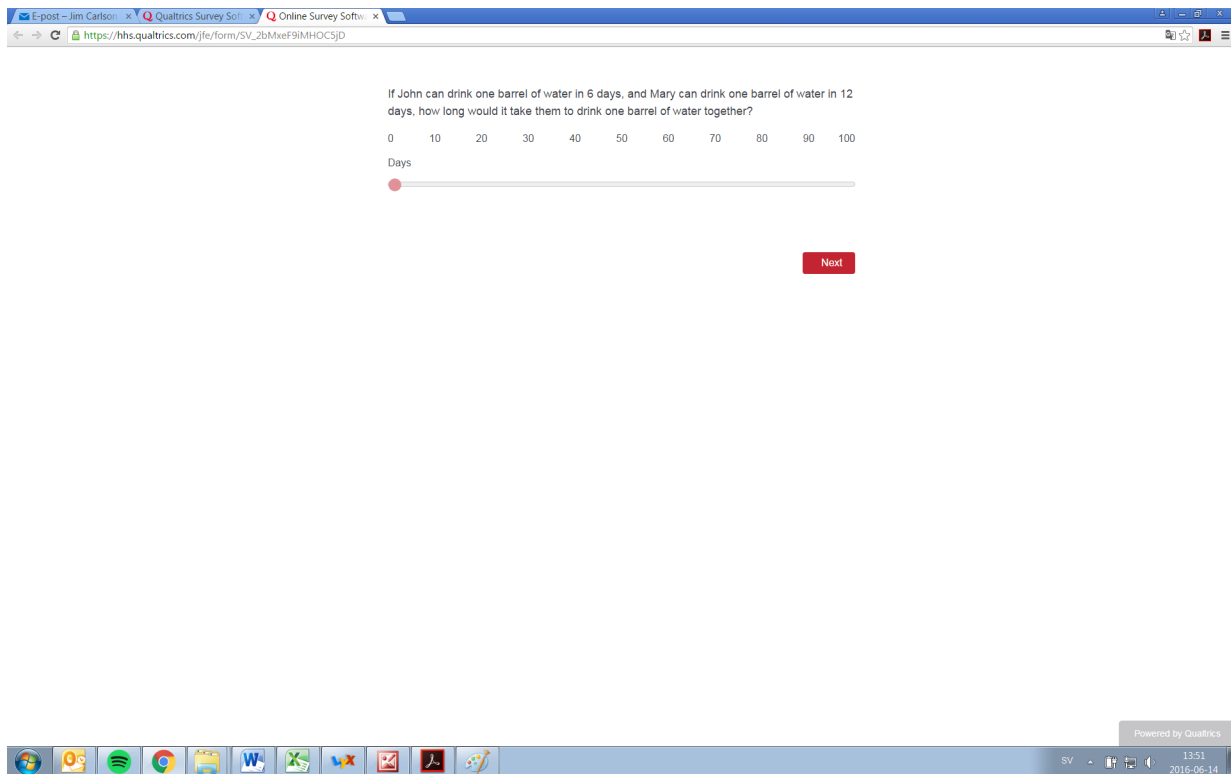 E-post – Jim Carlson
Qualtrics Survey Soft
Online Survey Softw
https://hhs.qualtrics.com/jfe/form/SV_2bMxeF9iMHOC5jD
If John can drink one barrel of water in 6 days, and Mary can drink one barrel of water in 12
days, how long would it take them to drink one barrel of water together?
0 10 20 30 40 50 60 70 80 90 100
Days
Next
Powered by Qualtrics
SV
13:51
2016-06-14